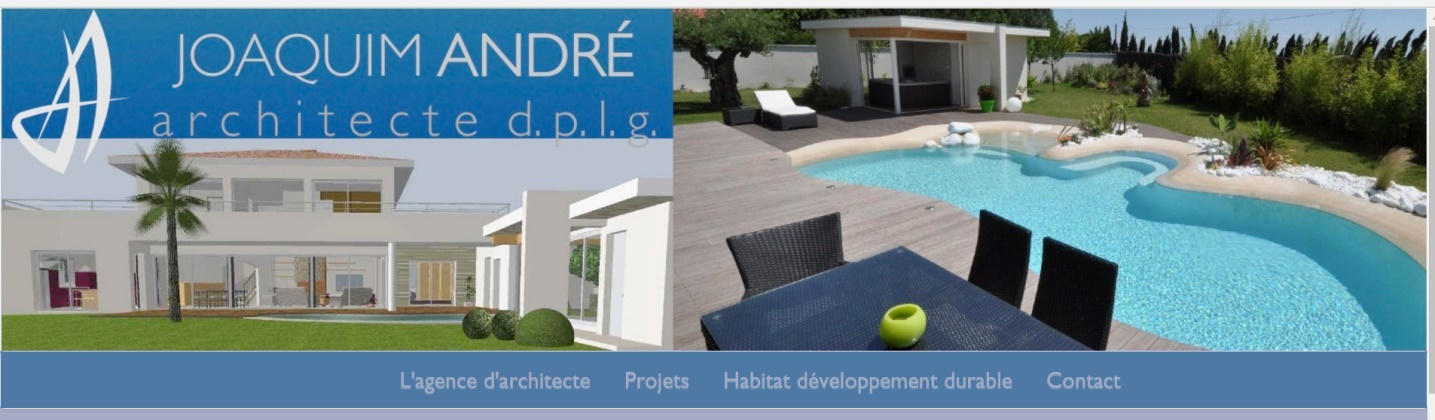 JOAQUIM ANDRÉ
architecte d.p.l.g.
L'agence d'architecte Projets Habitat développement durable Contact